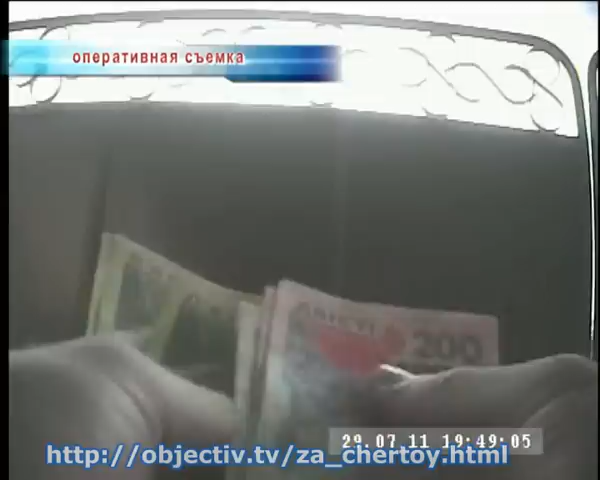 оперативная съемка
200
29.07.11 19:49:05
http://objectiv.tv/za_chertoy.html